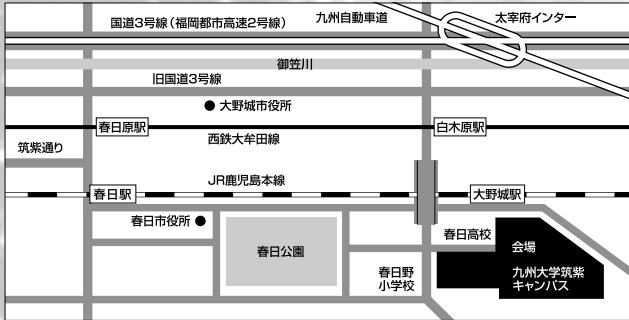 国道3号線（福岡都市高速2号線）
九州自動車道
太宰府インター
御笠川
旧国道3号線
大野城市役所
春日原駅
白木原駅
西鉄大牟田線
筑紫通り
JR鹿児島本線
春日駅
大野城駅
春日市役所
春日公園
春日高校
春日野
小学校
会場
九州大学筑紫
キャンパス